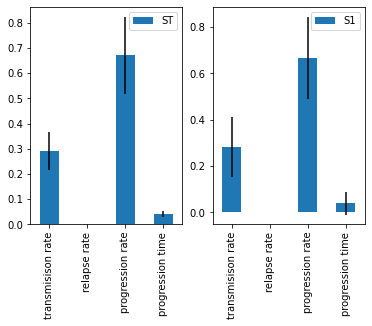 ST
0.8
0.7
0.6
0.5
0.4
0.3
0.2
0.1
0.0
transmisison rate
relapse rate
progression rate
progression time
S1
0.8
0.6
0.4
0.2
0.0
transmisison rate
relapse rate
progression rate
progression time